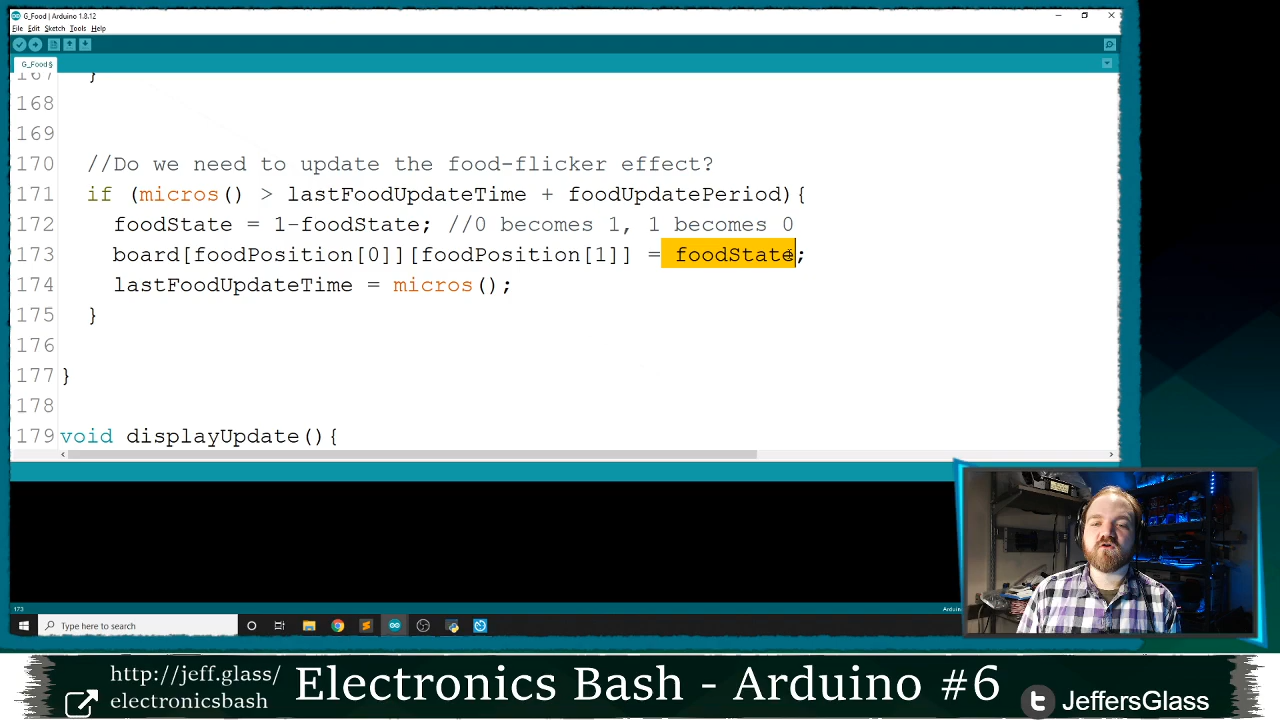 G_Food | Arduino 1.8.12
File Edit Sketch Tools Help
G_Food §
167 }
168
169
170 //Do we need to update the food-flicker effect?
171 if (micros() > lastFoodUpdateTime + foodUpdatePeriod){
172 foodState = 1-foodState; //0 becomes 1, 1 becomes 0
173 board[foodPosition[0]][foodPosition[1]] = foodState;
174 lastFoodUpdateTime = micros();
175 }
176
177 }
178
179 void displayUpdate(){
173
Arduin
Type here to search
http://jeff.glass/
electronicsbash
Electronics Bash - Arduino #6
JeffersGlass